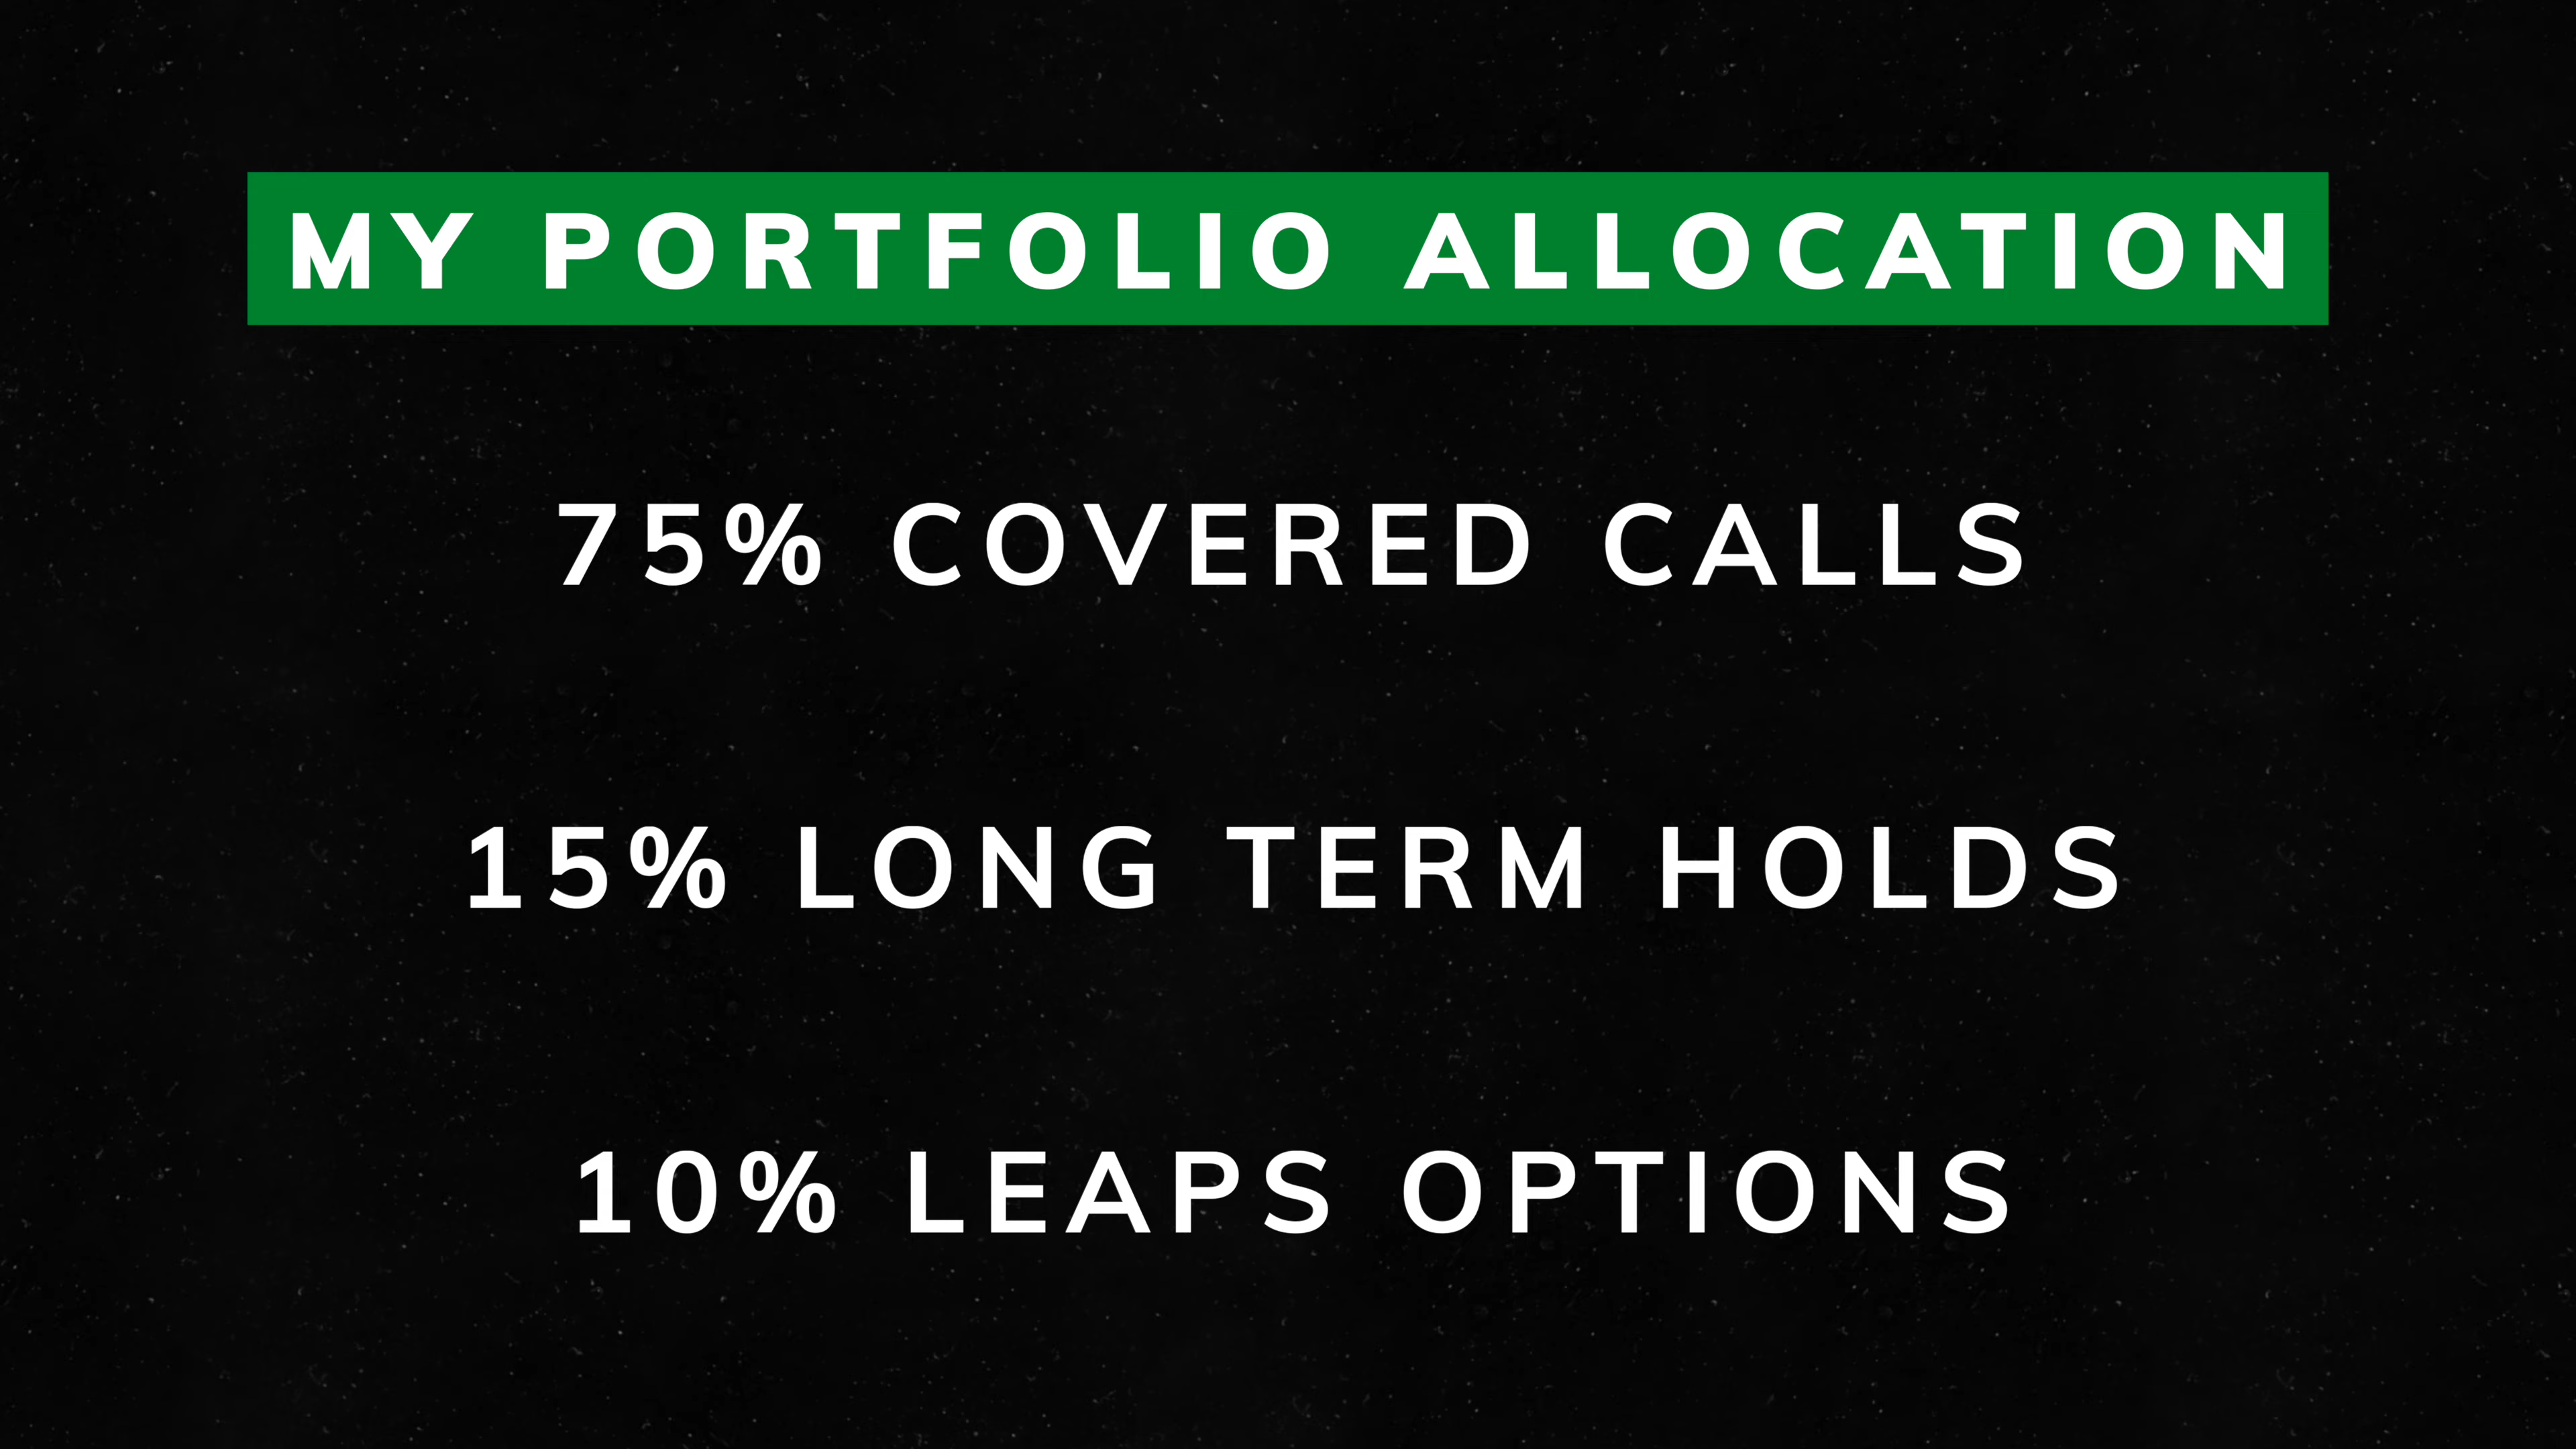 MY PORTFOLIO ALLOCATION
75% COVERED CALLS
15% LONG TERM HOLDS
10% LEAPS OPTIONS